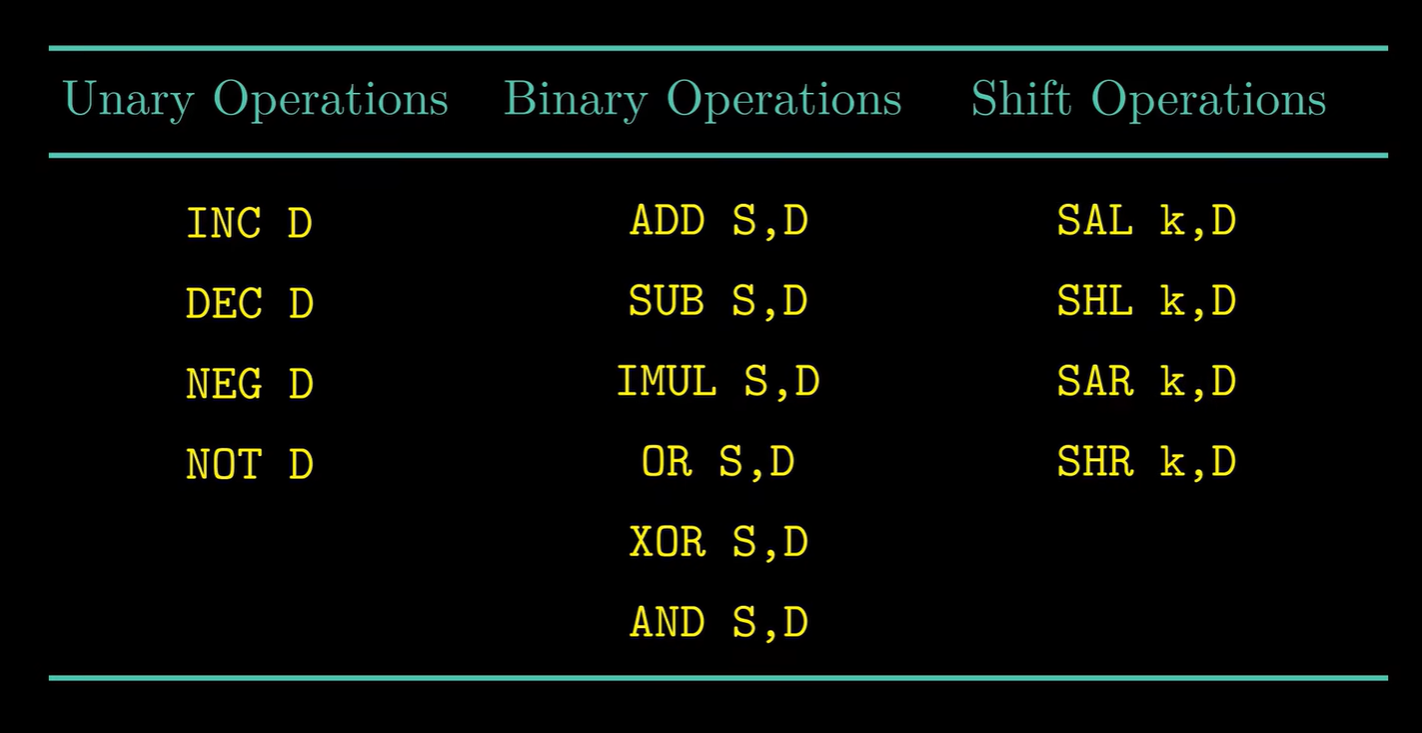 Unary Operations Binary Operations Shift Operations
INC D ADD S,D SAL k,D
DEC D SUB S,D SHL k,D
NEG D IMUL S,D SAR k,D
NOT D OR S,D SHR k,D
XOR S,D
AND S,D